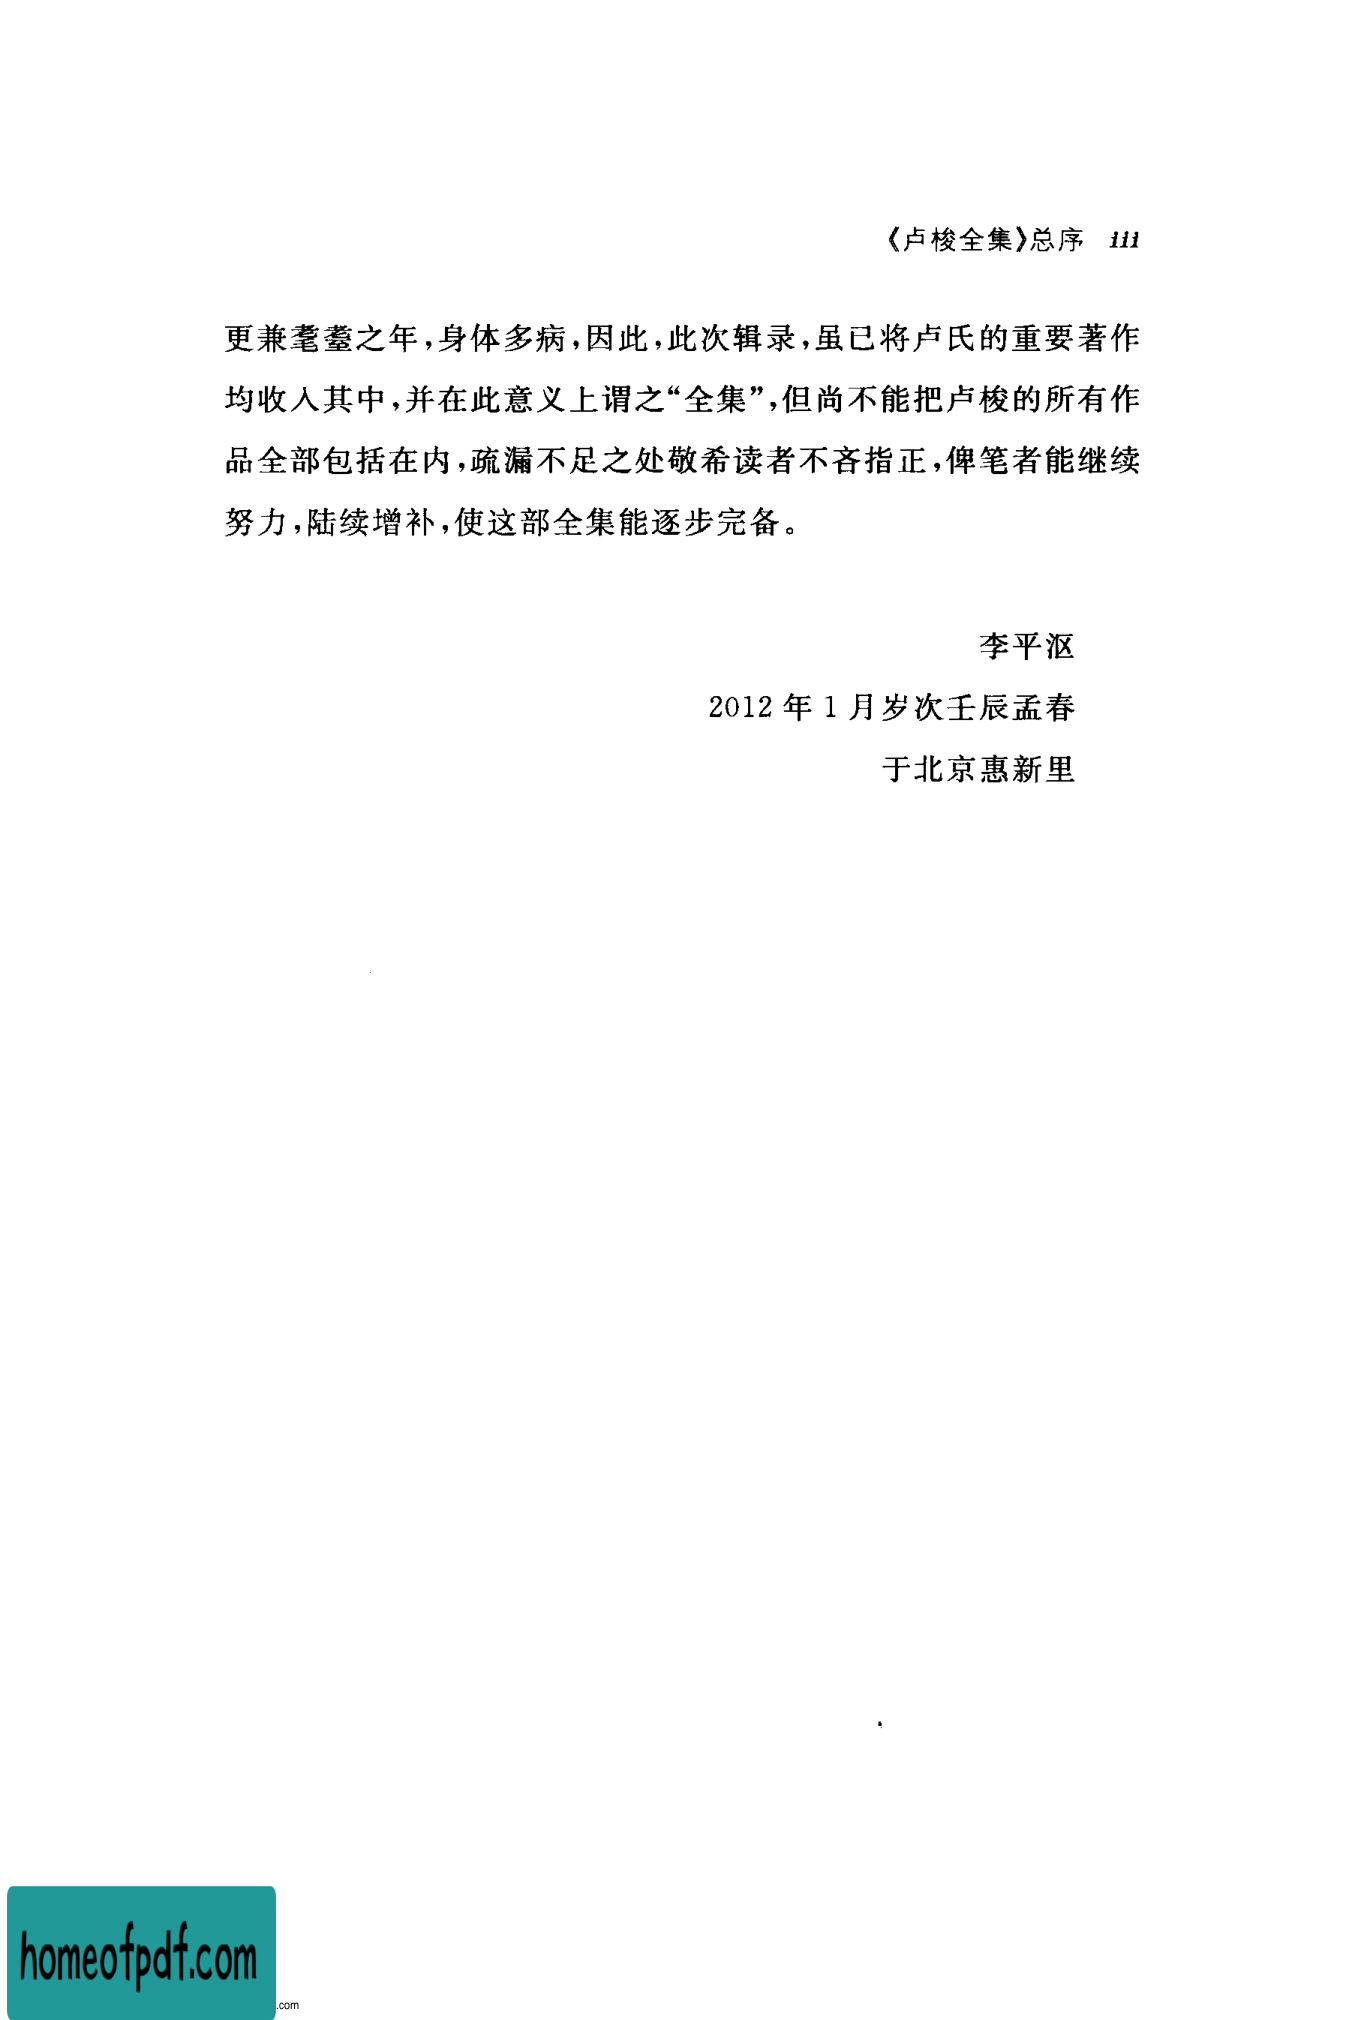 《卢梭全集》总序 iii
更兼耄耋之年，身体多病，因此，此次辑录，虽已将卢氏的重要著作
均收入其中，并在此意义上谓之“全集”，但尚不能把卢梭的所有作
品全部包括在内，疏漏不足之处敬希读者不吝指正，俾笔者能继续
努力，陆续增补，使这部全集能逐步完备。
李平沤
2012 年 1 月岁次壬辰孟春
于北京惠新里
homeofpdf.com
.com